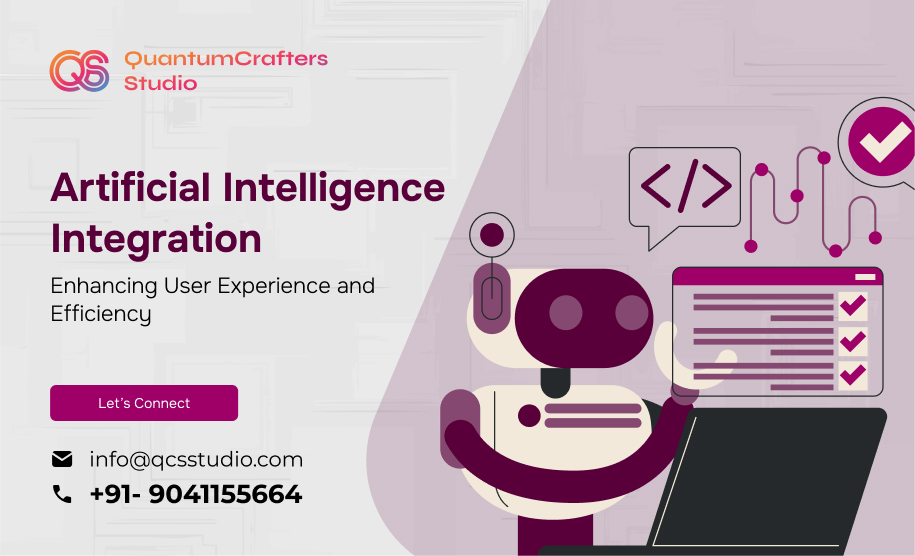 QS QuantumCrafters
Studio
Artificial Intelligence
Integration
Enhancing User Experience and
Efficiency
Let's Connect
info@qcsstudio.com
+91- 9041155664
</>